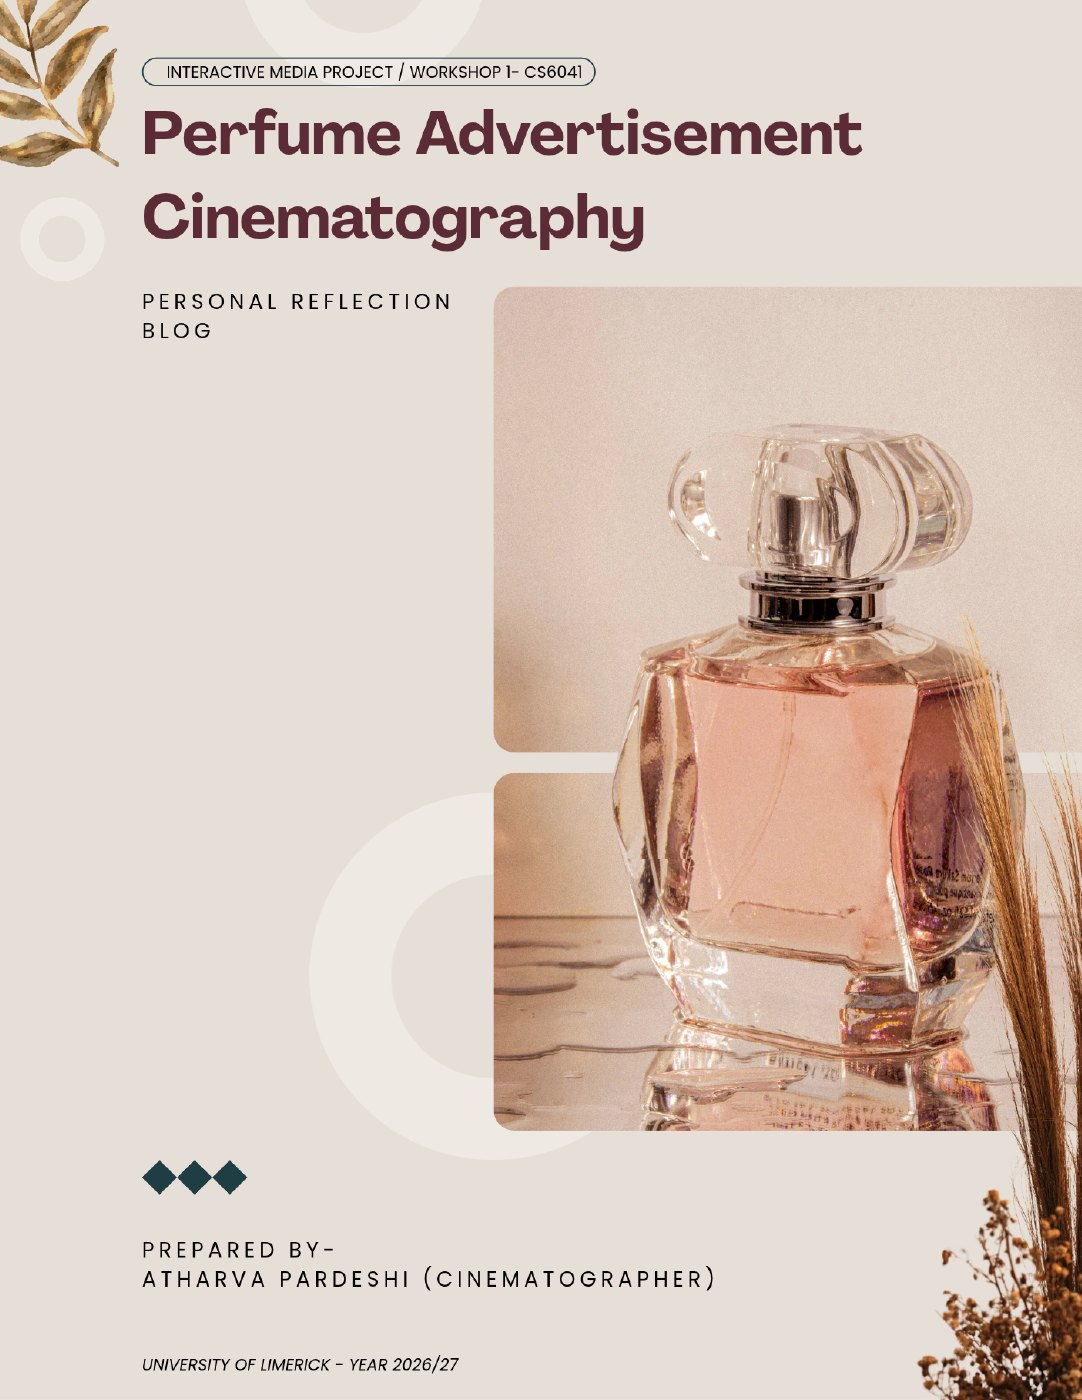 INTERACTIVE MEDIA PROJECT / WORKSHOP 1- CS6041
Perfume Advertisement
Cinematography
PERSONAL REFLECTION
BLOG
PREPARED BY-
ATHARVA PARDESHI (CINEMATOGRAPHER)
UNIVERSITY OF LIMERICK - YEAR 2026/27